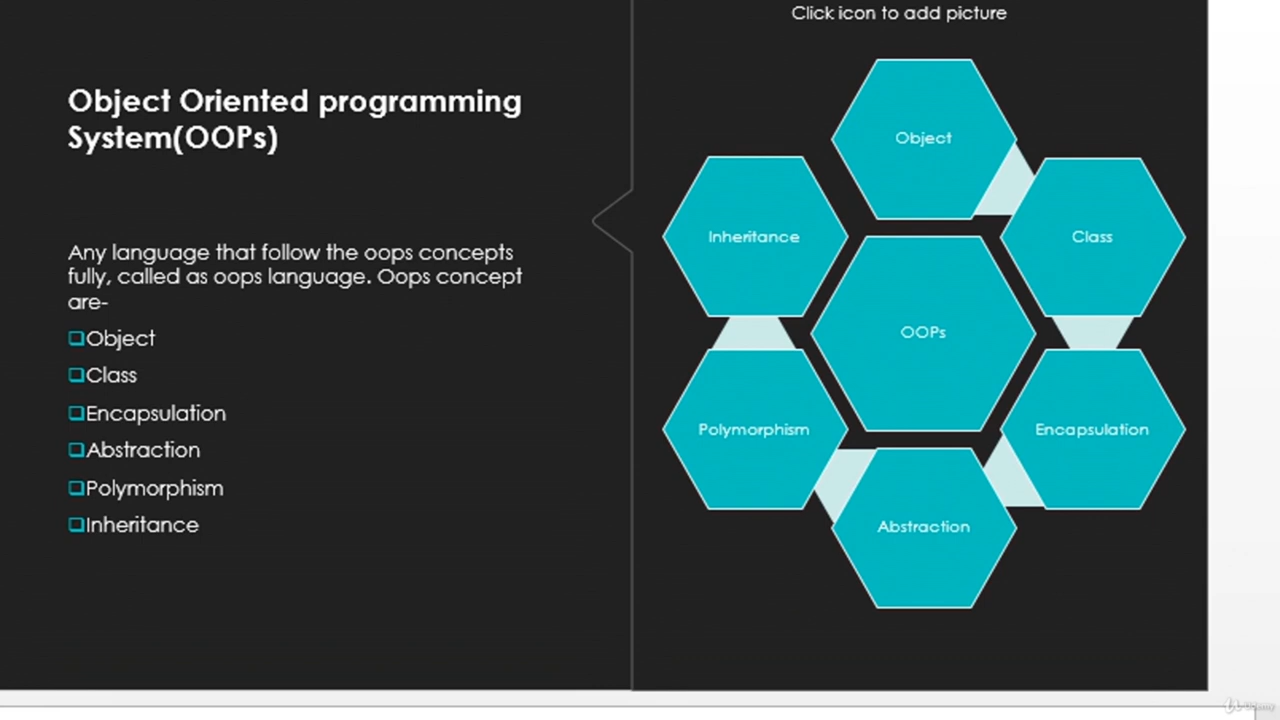 Object Oriented programming
System(OOPs)
Any language that follow the oops concepts
fully, called as oops language. Oops concept
are-
❑Object
❑Class
❑Encapsulation
❑Abstraction
❑Polymorphism
❑Inheritance
Click icon to add picture
Object
Inheritance
Class
OOPs
Polymorphism
Encapsulation
Abstraction
Udemy